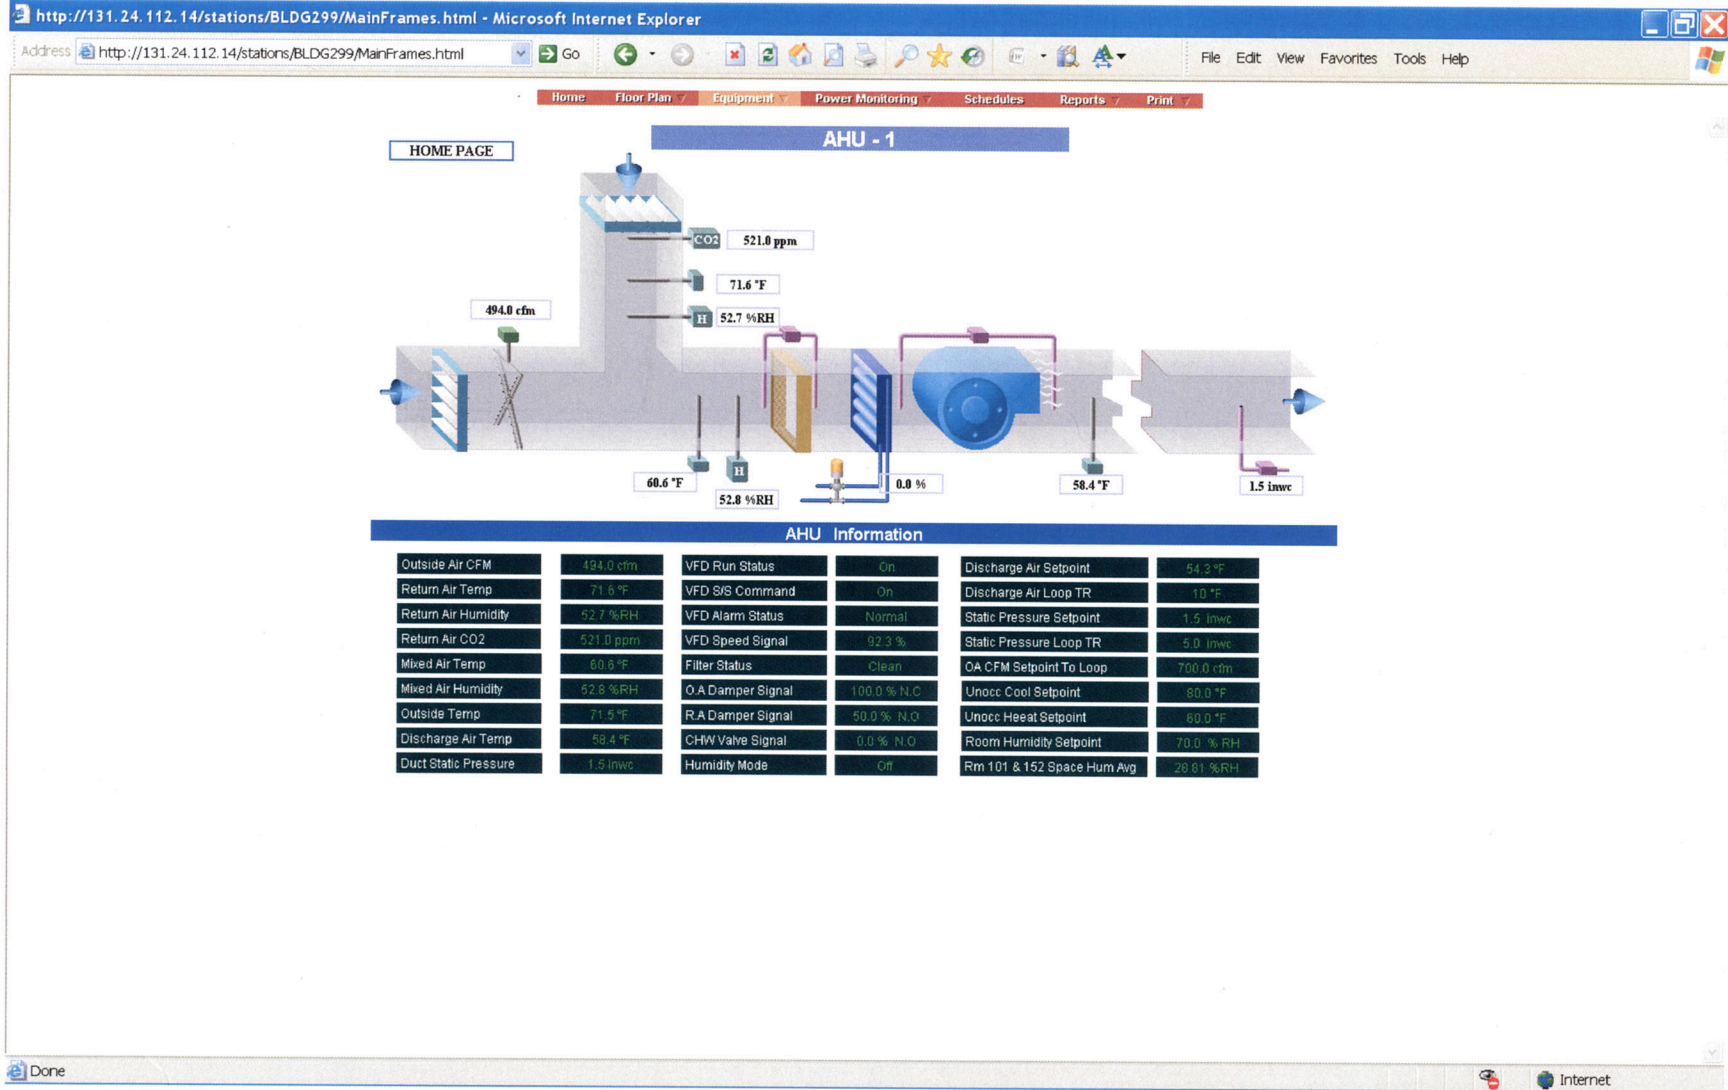 http://131.24.112.14/stations/BLDG299/MainFrames.html - Microsoft Internet Explorer
Address http://131.24.112.14/stations/BLDG299/MainFrames.html Go File Edit View Favorites Tools Help
Home Floor Plan Equipment Power Monitoring Schedules Reports Print
AHU - 1
HOME PAGE
CO2 521.0 ppm
71.6 °F
494.0 cfm
H 52.7 %RH
60.6 °F
H
52.8 %RH
0.0 %
58.4 °F
1.5 inwc
AHU Information
Outside Air CFM 494.0 cfm VFD Run Status On Discharge Air Setpoint 54.3 °F
Return Air Temp 71.6 °F VFD S/S Command On Discharge Air Loop TR 10 °F
Return Air Humidity 52.7 %RH VFD Alarm Status Normal Static Pressure Setpoint 1.5 inwc
Return Air CO2 521.0 ppm VFD Speed Signal 92.3 % Static Pressure Loop TR 5.0 inwc
Mixed Air Temp 60.6 °F Filter Status Clean OA CFM Setpoint To Loop 700.0 cfm
Mixed Air Humidity 52.8 %RH O.A Damper Signal 100.0 % N.C Unocc Cool Setpoint 80.0 °F
Outside Temp 71.5 °F R.A Damper Signal 50.0 % N.O Unocc Heeat Setpoint 60.0 °F
Discharge Air Temp 58.4 °F CHW Valve Signal 0.0 % N.O Room Humidity Setpoint 70.0 % RH
Duct Static Pressure 1.5 inwc Humidity Mode Off Rm 101 & 152 Space Hum Avg 26.81 %RH
Done Internet